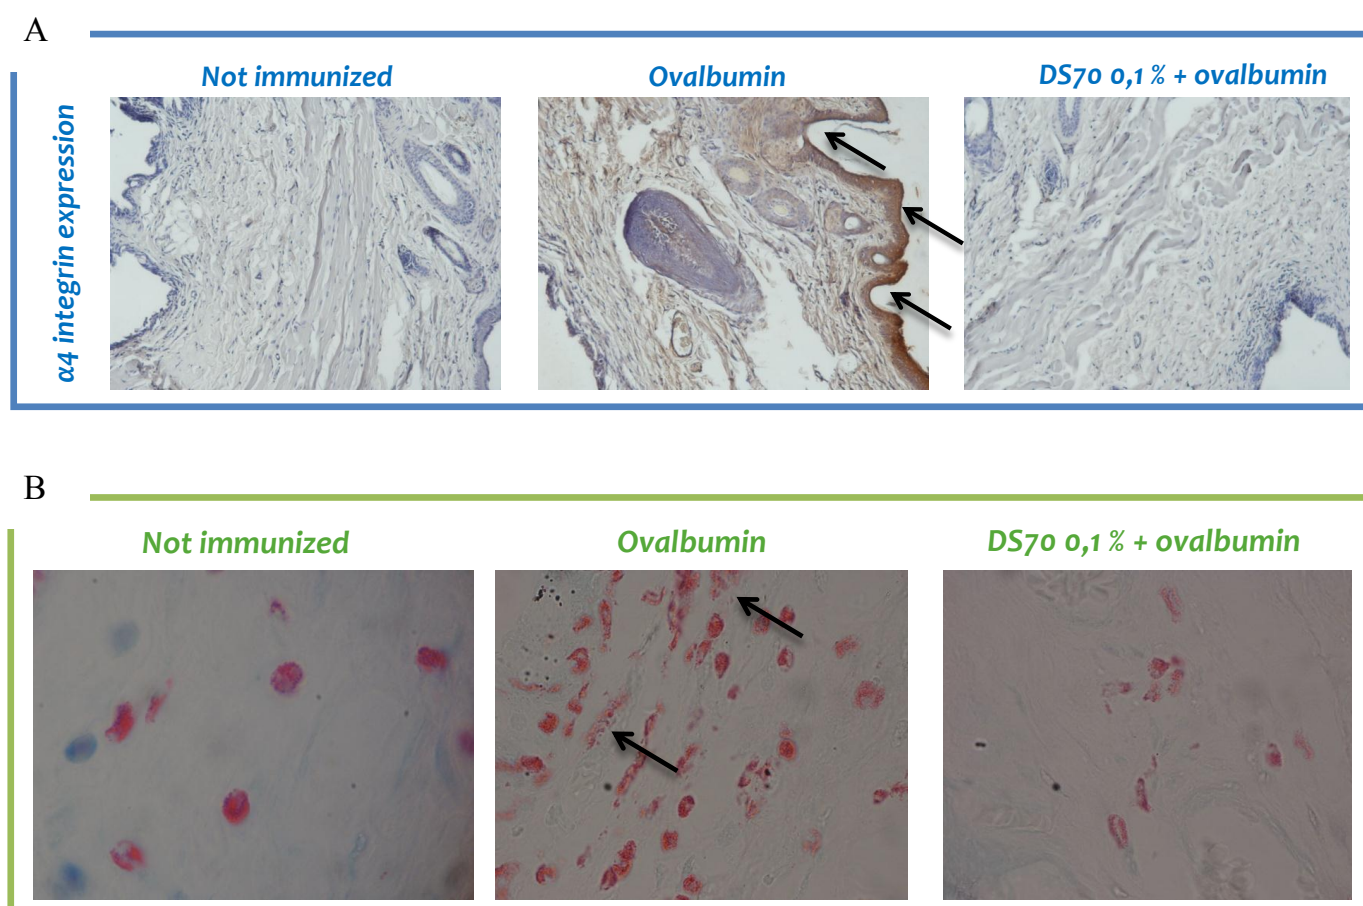 A
Not immunized
Ovalbumin
DS70 0,1 % + ovalbumin
α4 integrin expression
B
Not immunized
Ovalbumin
DS70 0,1 % + ovalbumin